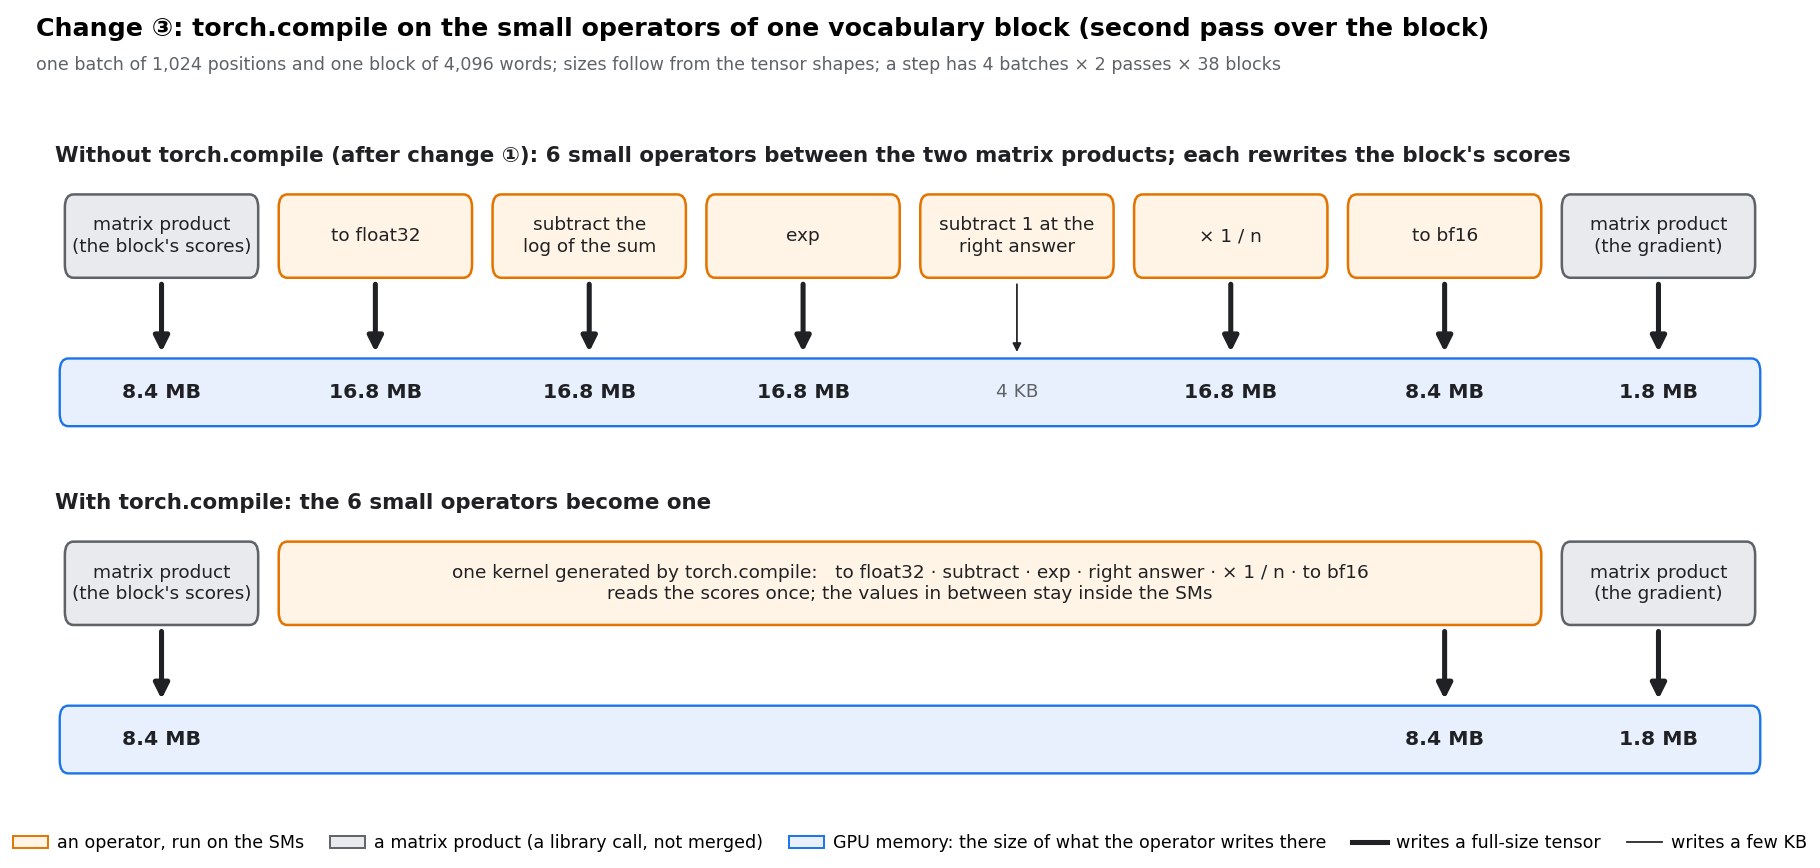 Change ③: torch.compile on the small operators of one vocabulary block (second pass over the block)
one batch of 1,024 positions and one block of 4,096 words; sizes follow from the tensor shapes; a step has 4 batches × 2 passes × 38 blocks
Without torch.compile (after change ①): 6 small operators between the two matrix products; each rewrites the block's scores
matrix product
(the block's scores)
to float32
subtract the
log of the sum
exp
subtract 1 at the
right answer
× 1 / n
to bf16
matrix product
(the gradient)
8.4 MB
16.8 MB
16.8 MB
16.8 MB
4 KB
16.8 MB
8.4 MB
1.8 MB
With torch.compile: the 6 small operators become one
matrix product
(the block's scores)
one kernel generated by torch.compile:   to float32 · subtract · exp · right answer · × 1 / n · to bf16
reads the scores once; the values in between stay inside the SMs
matrix product
(the gradient)
8.4 MB
8.4 MB
1.8 MB
an operator, run on the SMs
a matrix product (a library call, not merged)
GPU memory: the size of what the operator writes there
writes a full-size tensor
writes a few KB